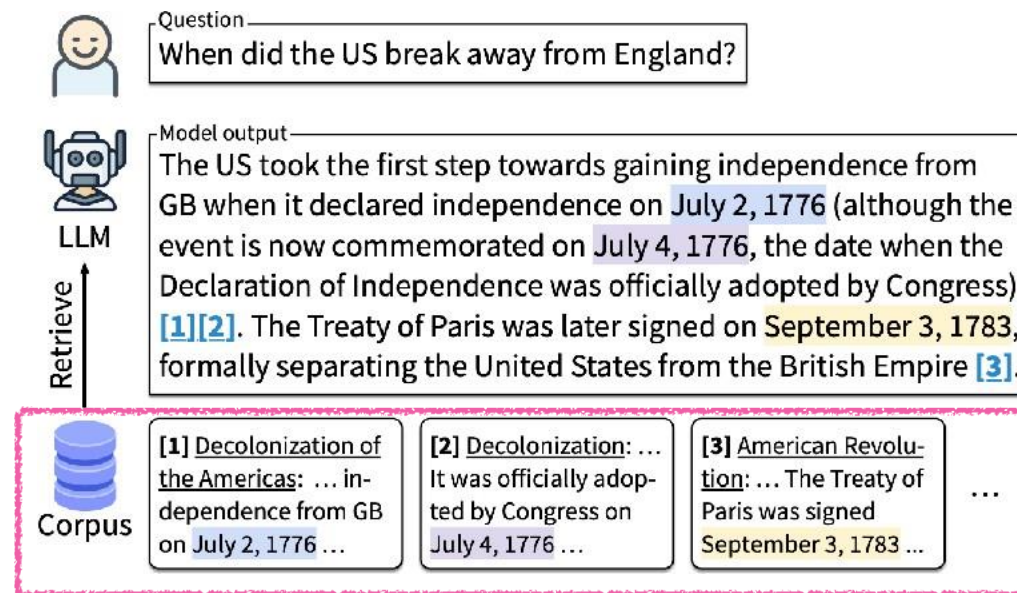 Question
When did the US break away from England?
Model output
The US took the first step towards gaining independence from
GB when it declared independence on July 2, 1776 (although the
event is now commemorated on July 4, 1776, the date when the
Declaration of Independence was officially adopted by Congress)
[1][2]. The Treaty of Paris was later signed on September 3, 1783,
formally separating the United States from the British Empire [3].
LLM
Retrieve
Corpus
[1] Decolonization of
the Americas: ... in-
dependence from GB
on July 2, 1776 ...
[2] Decolonization: ...
It was officially adop-
ted by Congress on
July 4, 1776 ...
[3] American Revolu-
tion: ... The Treaty of
Paris was signed
September 3, 1783 ...
...